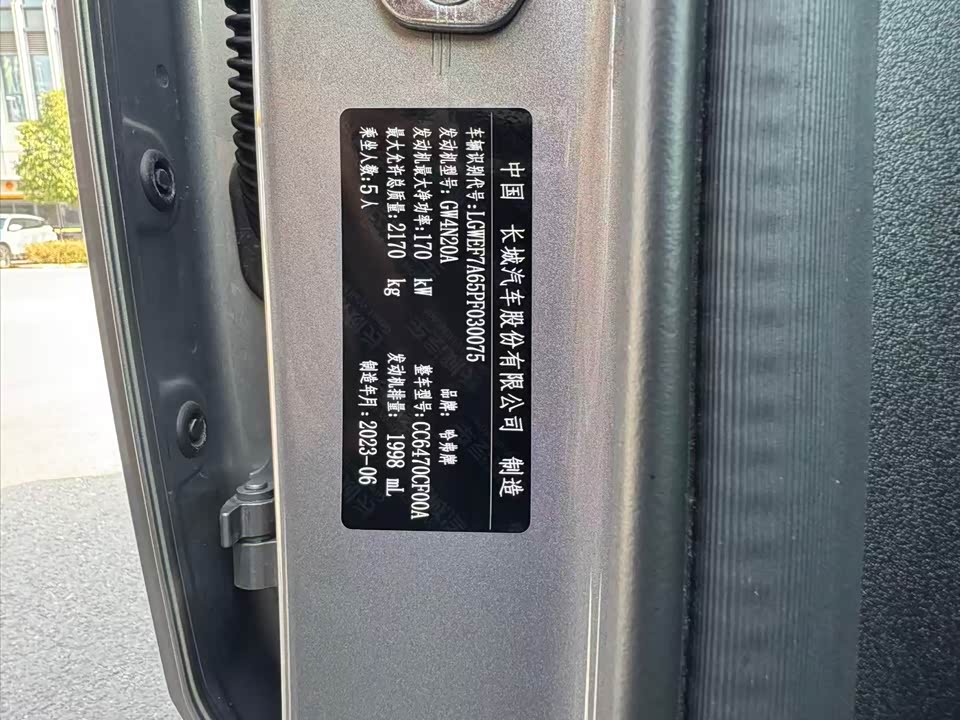 中国 长城汽车股份有限公司 制造
车辆识别代号:LGWEF7A65PF030075
发动机型号: GW4N20A 品牌: 哈弗牌
发动机最大净功率:170 kW 整车型号:CC6470CF00A
最大允许总质量:2170 kg 发动机排量: 1998 mL
乘坐人数:5人 制造年月:2023-06